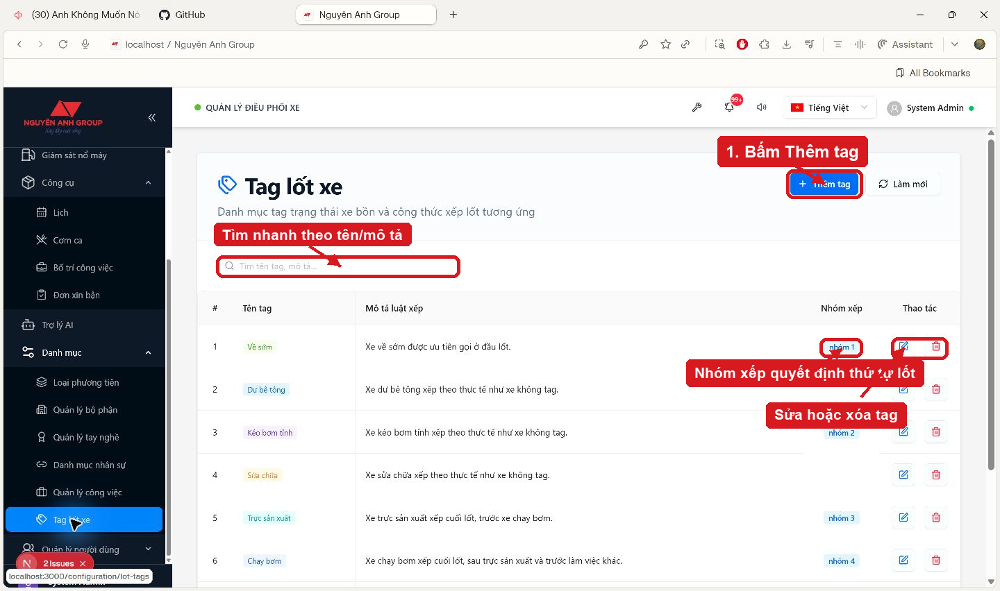 (30) Anh Không Muốn Nó
GitHub
Nguyên Anh Group
localhost / Nguyên Anh Group
Assistant
All Bookmarks
NGUYÊN ANH GROUP
Xây đắp cuộc sống
QUẢN LÝ ĐIỀU PHỐI XE
99+
Tiếng Việt
System Admin
Giám sát nổ máy
Công cụ
Lịch
Cơm ca
Bố trí công việc
Đơn xin bận
Trợ lý AI
Danh mục
Loại phương tiện
Quản lý bộ phận
Quản lý tay nghề
Danh mục nhân sự
Quản lý công việc
Tag lốt xe
Quản lý người dùng
N 2 Issues
localhost:3000/configuration/lot-tags
System Admin
1. Bấm Thêm tag
Tag lốt xe
Thêm tag
Làm mới
Danh mục tag trạng thái xe bồn và công thức xếp lốt tương ứng
Tìm nhanh theo tên/mô tả
Tìm tên tag, mô tả...
# Tên tag Mô tả luật xếp Nhóm xếp Thao tác
1 Về sớm Xe về sớm được ưu tiên gọi ở đầu lốt. nhóm 1
Nhóm xếp quyết định thứ tự lốt
2 Dư bê tông Xe dư bê tông xếp theo thực tế như xe không tag.
Sửa hoặc xóa tag
3 Kéo bơm tĩnh Xe kéo bơm tĩnh xếp theo thực tế như xe không tag. nhóm 2
4 Sửa chữa Xe sửa chữa xếp theo thực tế như xe không tag.
5 Trực sản xuất Xe trực sản xuất xếp cuối lốt, trước xe chạy bơm. nhóm 3
6 Chạy bơm Xe chạy bơm xếp cuối lốt, sau trực sản xuất và trước làm việc khác. nhóm 4